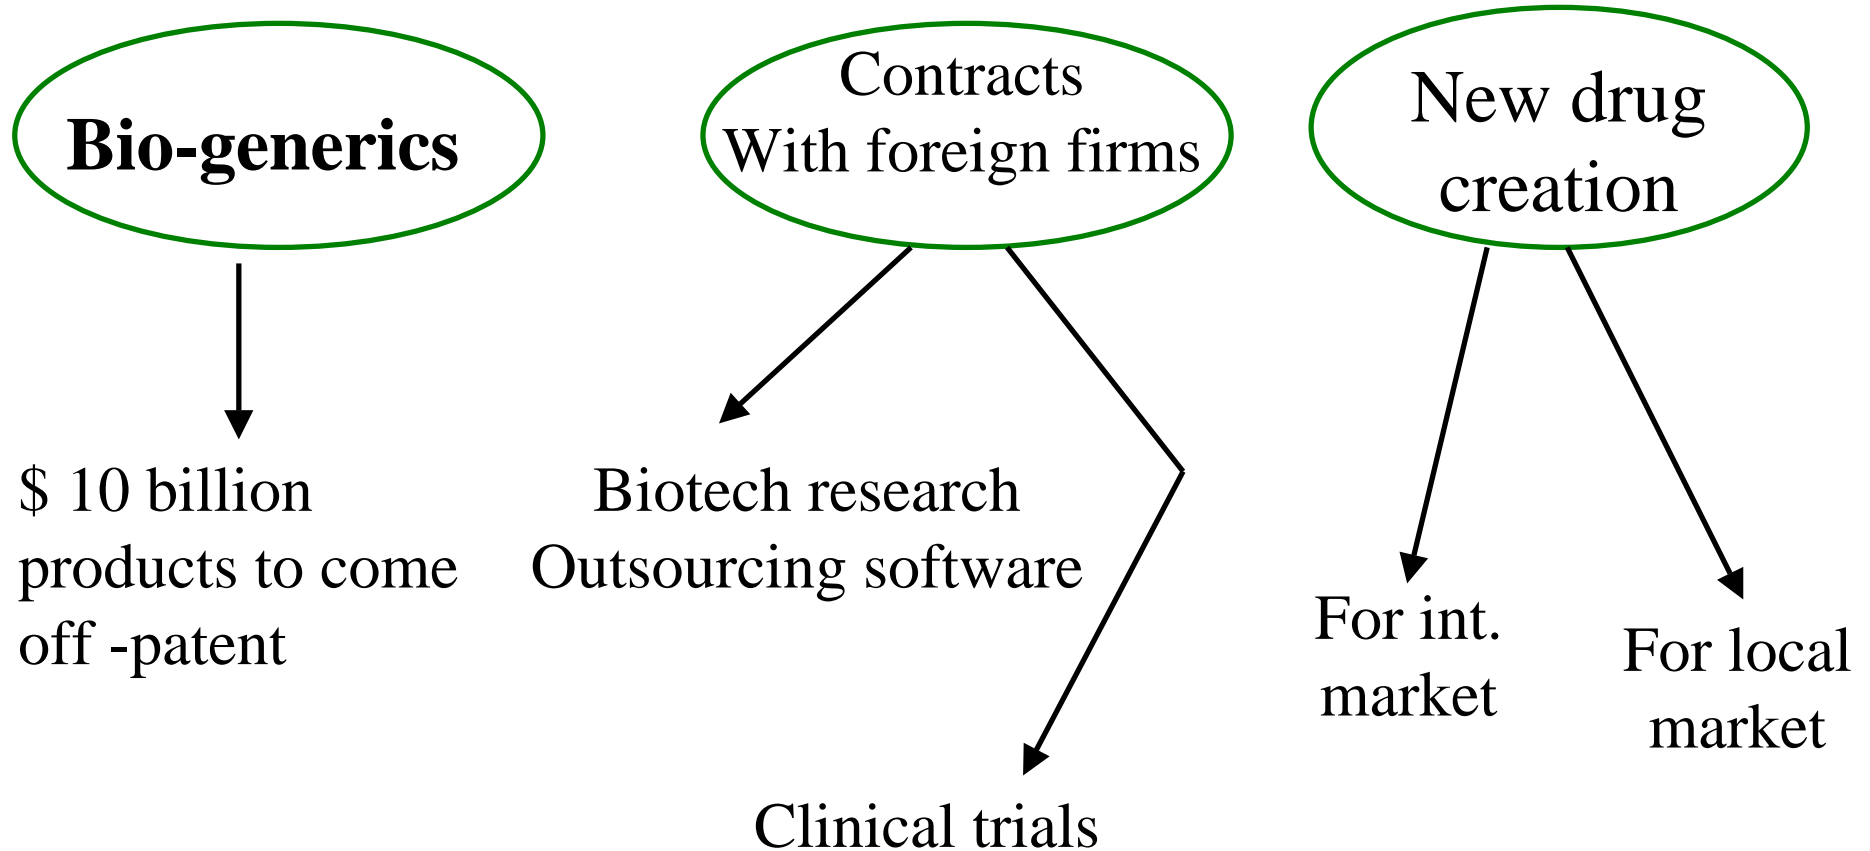 Bio-generics
Contracts
With foreign firms
New drug
creation
$ 10 billion
products to come
off -patent
Biotech research
Outsourcing software
Clinical trials
For int.
market
For local
market